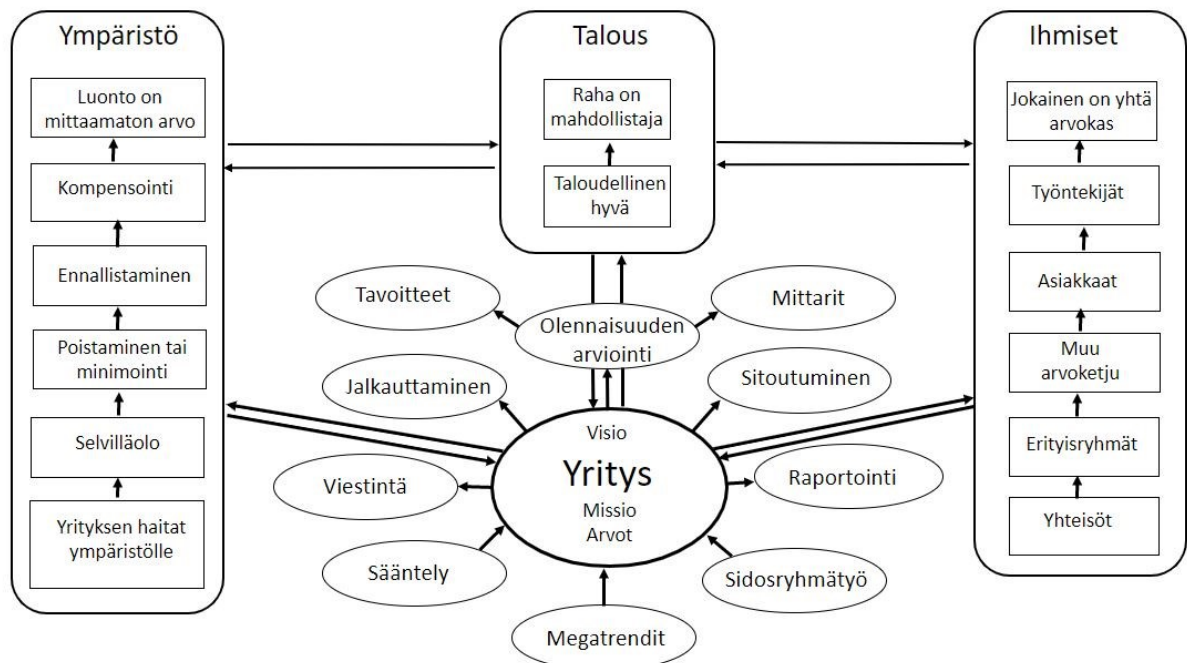 Ympäristö
Luonto on
mittaamaton arvo
Kompensointi
Ennallistaminen
Poistaminen tai
minimointi
Selvilläolo
Yrityksen haitat
ympäristölle
Talous
Raha on
mahdollistaja
Taloudellinen
hyvä
Ihmiset
Jokainen on yhtä
arvokas
Työntekijät
Asiakkaat
Muu
arvoketju
Erityisryhmät
Yhteisöt
Tavoitteet
Olennaisuuden
arviointi
Mittarit
Jalkauttaminen
Sitoutuminen
Visio
Yritys
Missio
Arvot
Viestintä
Raportointi
Sääntely
Sidosryhmätyö
Megatrendit